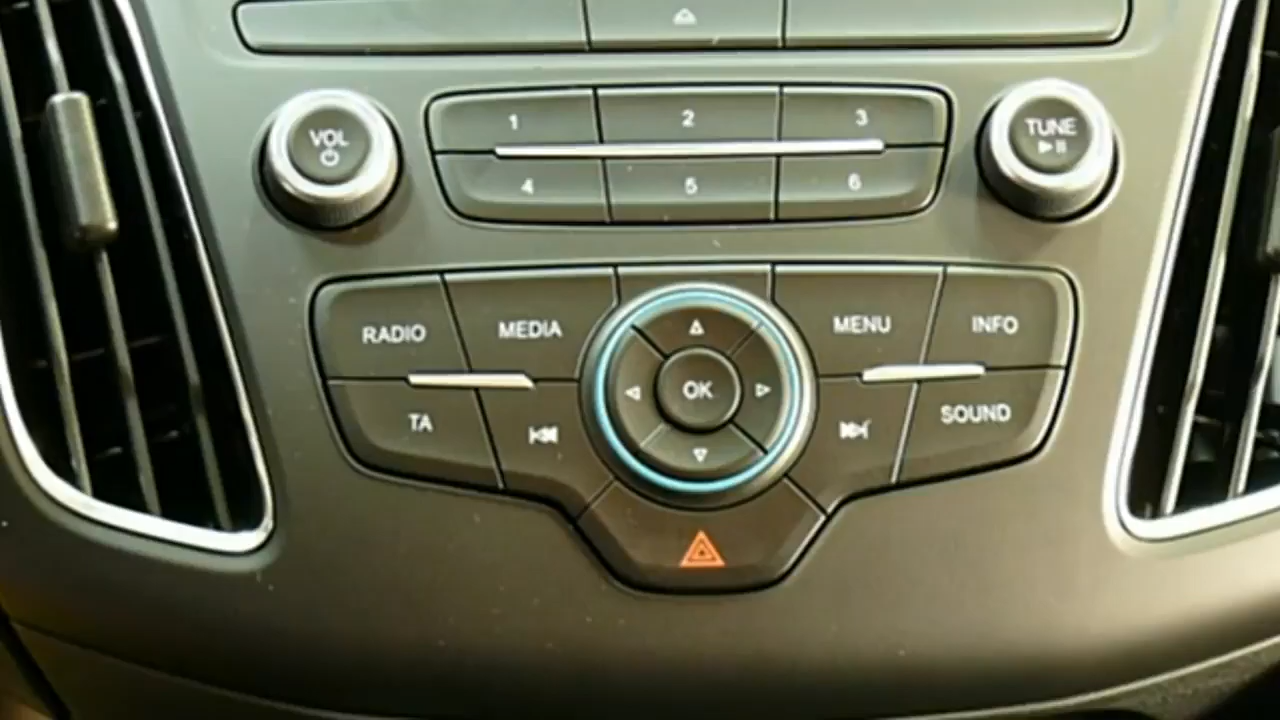 VOL
1 2 3
TUNE
4 5 6
RADIO MEDIA MENU INFO
OK
TA SOUND